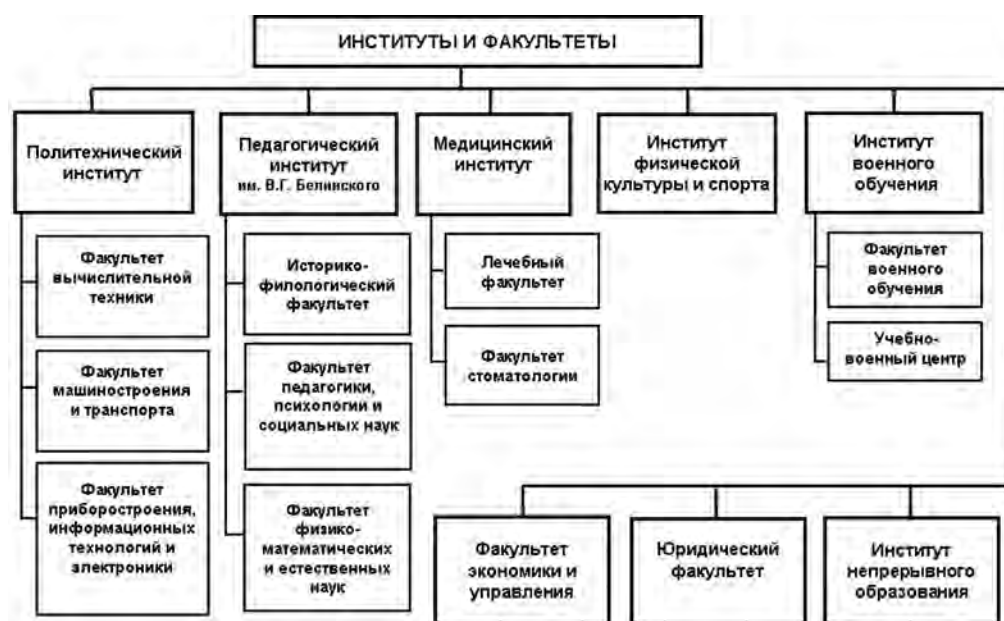 ИНСТИТУТЫ И ФАКУЛЬТЕТЫ
Политехнический
институт
Педагогический
институт
им. В.Г. Белинского
Медицинский
институт
Институт
физической
культуры и спорта
Институт
военного
обучения
Факультет
вычислительной
техники
Факультет
машиностроения
и транспорта
Факультет
приборостроения,
информационных
технологий и
электроники
Историко-
филологический
факультет
Факультет
педагогики,
психологии и
социальных наук
Факультет
физико-
математических
и естественных
наук
Лечебный
факультет
Факультет
стоматологии
Факультет
военного
обучения
Учебно-
военный центр
Факультет
экономики и
управления
Юридический
факультет
Институт
непрерывного
образования